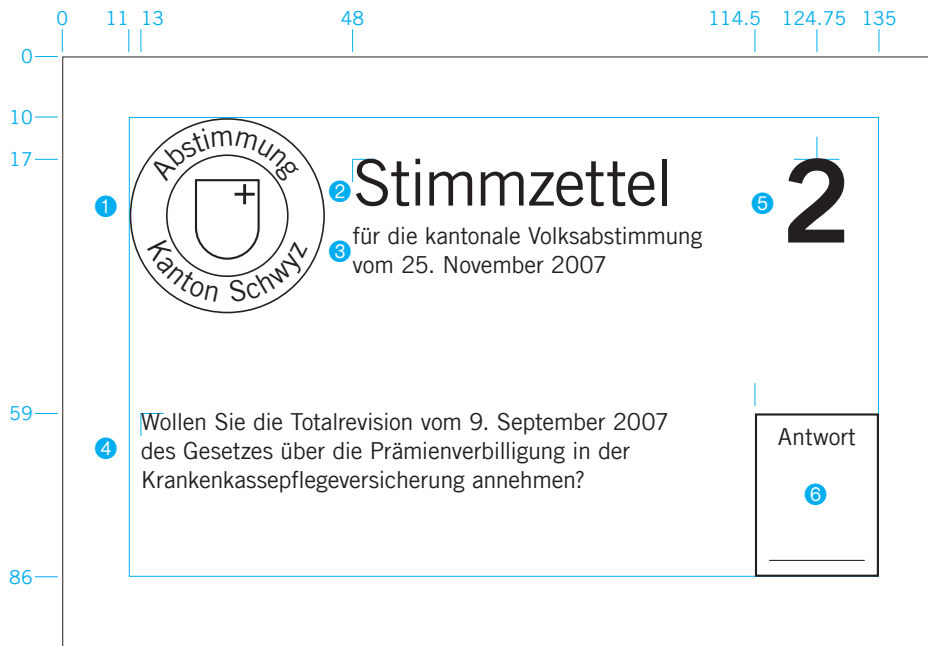 0 11 13 48 114.5 124.75 135
0
10
17
59
86
Abstimmung
Kanton Schwyz
1
2 Stimmzettel
3 für die kantonale Volksabstimmung
vom 25. November 2007
5 2
4 Wollen Sie die Totalrevision vom 9. September 2007
des Gesetzes über die Prämienverbilligung in der
Krankenkassepflegeversicherung annehmen?
Antwort
6